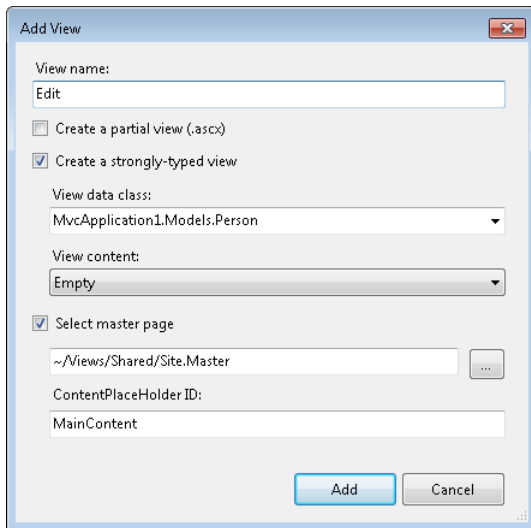 Add View
View name:
Edit
Create a partial view (.ascx)
Create a strongly-typed view
View data class:
MvcApplication1.Models.Person
View content:
Empty
Select master page
~/Views/Shared/Site.Master
...
ContentPlaceHolder ID:
MainContent
Add Cancel